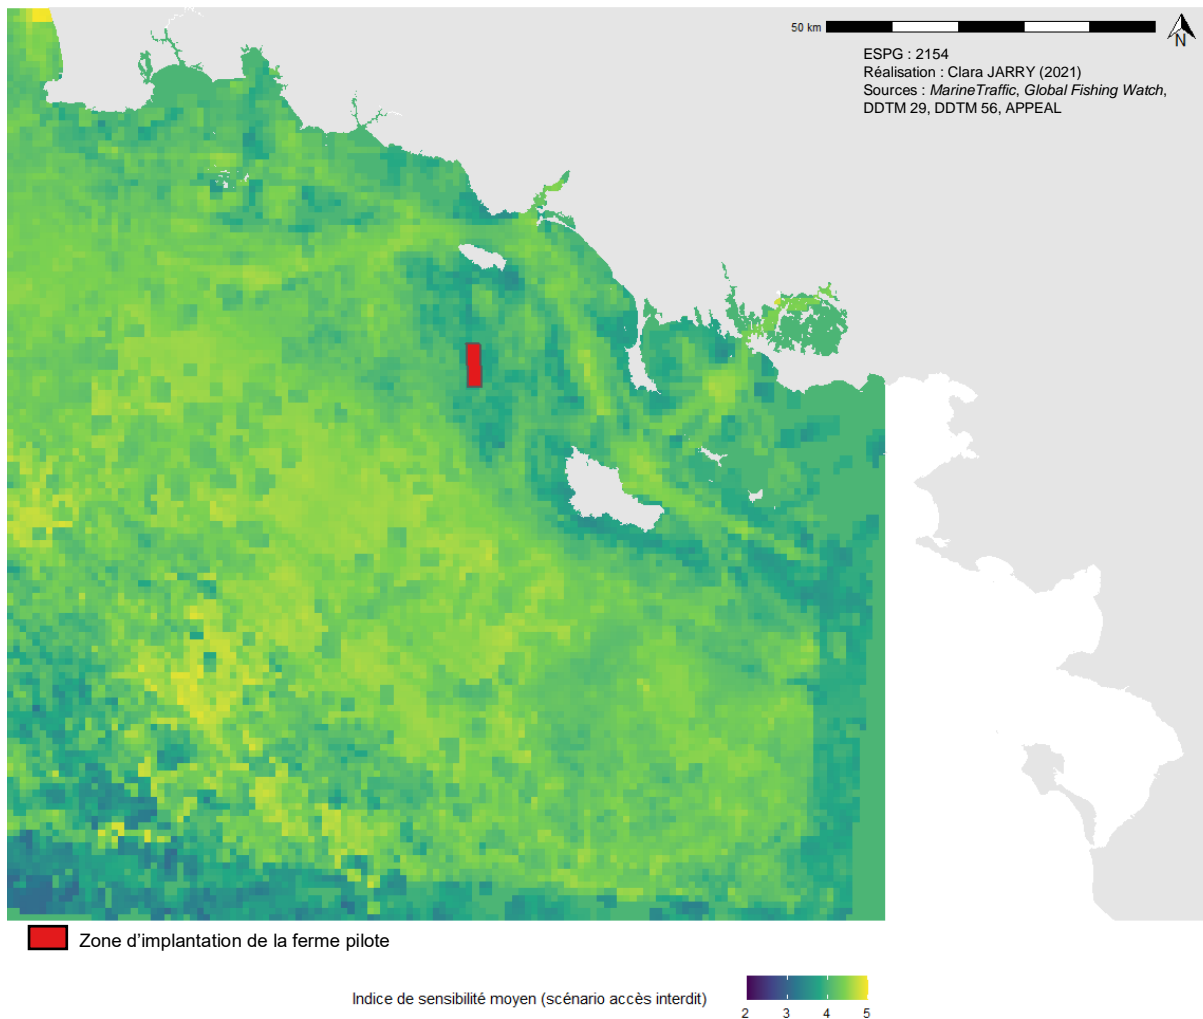 50 km
N
ESPG : 2154
Réalisation : Clara JARRY (2021)
Sources : MarineTraffic, Global Fishing Watch,
DDTM 29, DDTM 56, APPEAL
Zone d'implantation de la ferme pilote
Indice de sensibilité moyen (scénario accès interdit)
2 3 4 5